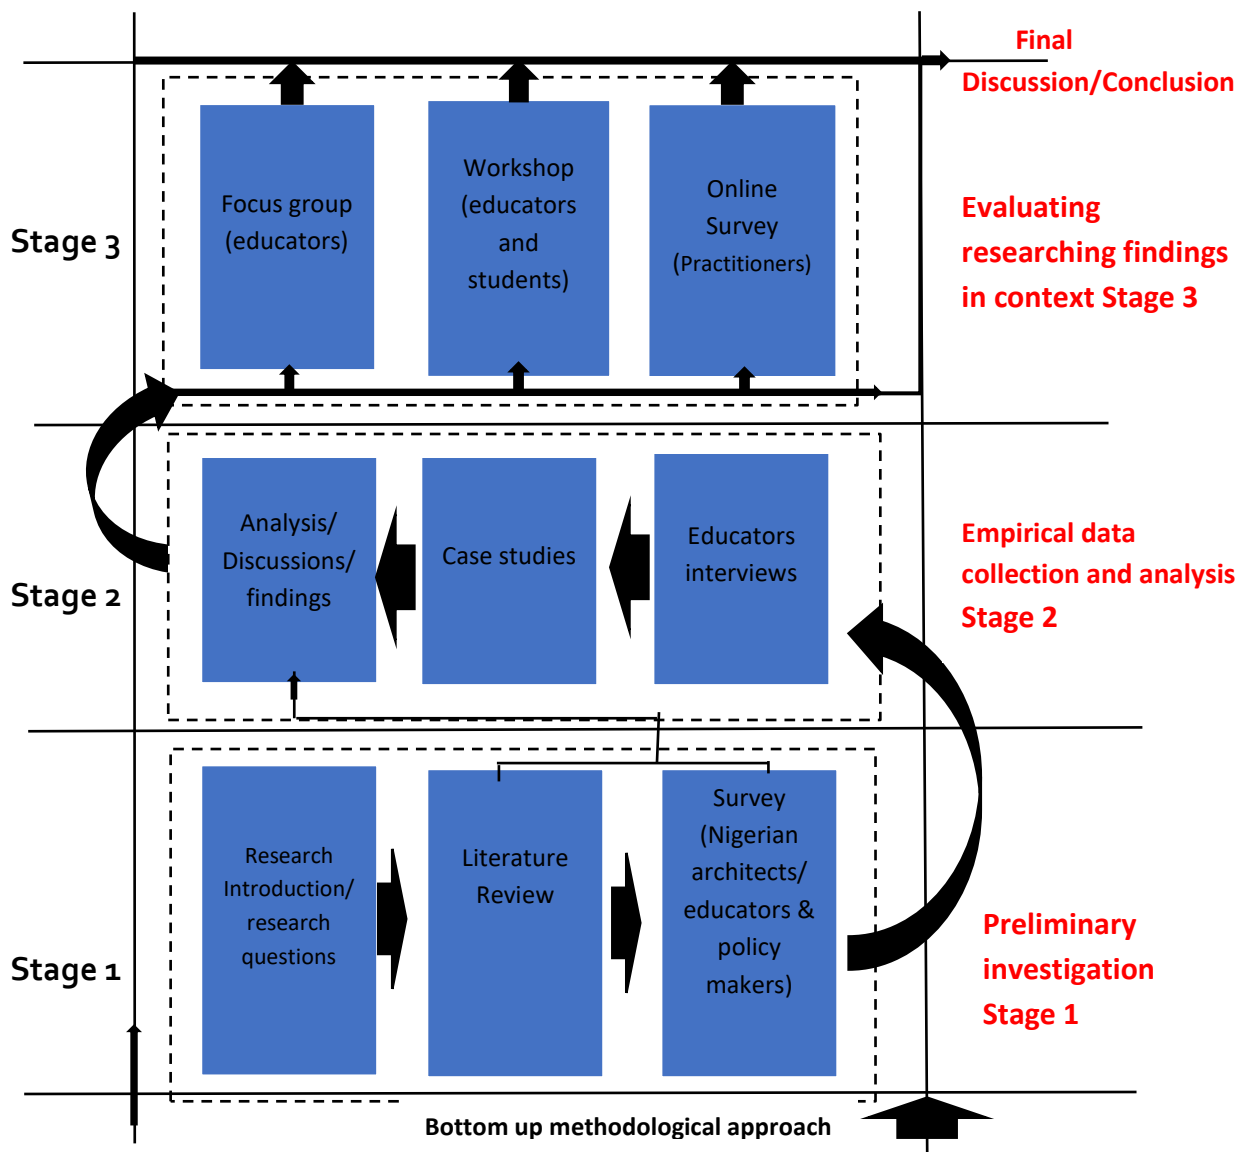 Final
Discussion/Conclusion
Stage 3
Focus group
(educators)
Workshop
(educators
and
students)
Online
Survey
(Practitioners)
Evaluating
researching findings
in context Stage 3
Stage 2
Analysis/
Discussions/
findings
Case studies
Educators
interviews
Empirical data
collection and analysis
Stage 2
Stage 1
Research
Introduction/
research
questions
Literature
Review
Survey
(Nigerian
architects/
educators &
policy
makers)
Preliminary
investigation
Stage 1
Bottom up methodological approach